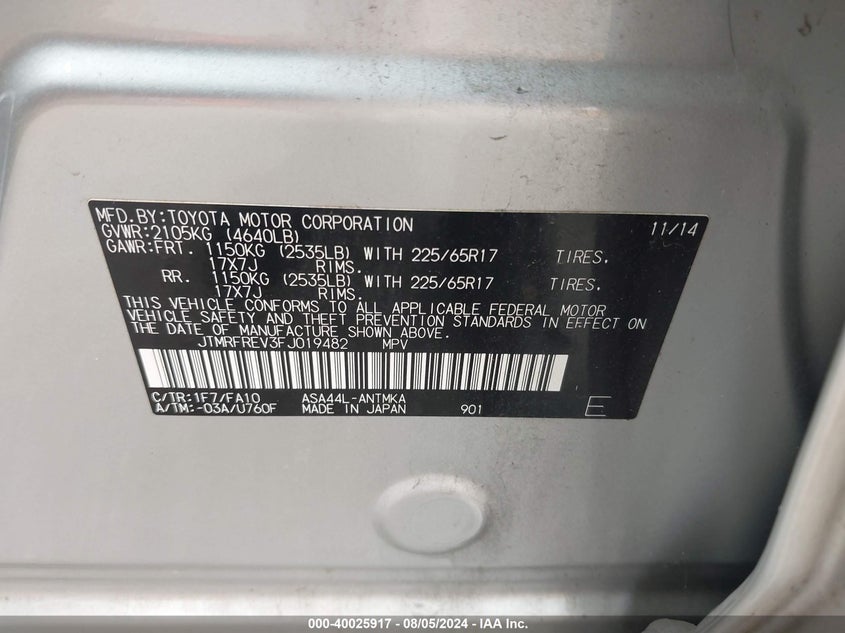 MFD.BY:TOYOTA MOTOR CORPORATION 11/14
GVWR:2105KG (4640LB)
GAWR:FRT. 1150KG (2535LB) WITH 225/65R17 TIRES.
17X7J RIMS.
RR. 1150KG (2535LB) WITH 225/65R17 TIRES.
17X7J RIMS.
THIS VEHICLE CONFORMS TO ALL APPLICABLE FEDERAL MOTOR
VEHICLE SAFETY AND THEFT PREVENTION STANDARDS IN EFFECT ON
THE DATE OF MANUFACTURE SHOWN ABOVE.
JTMRFREV3FJ019482 MPV
C/TR:1F7/FA10 ASA44L-ANTMKA
A/TM:-03A/U760F MADE IN JAPAN 901 E
000-40025917 - 08/05/2024 - IAA Inc.